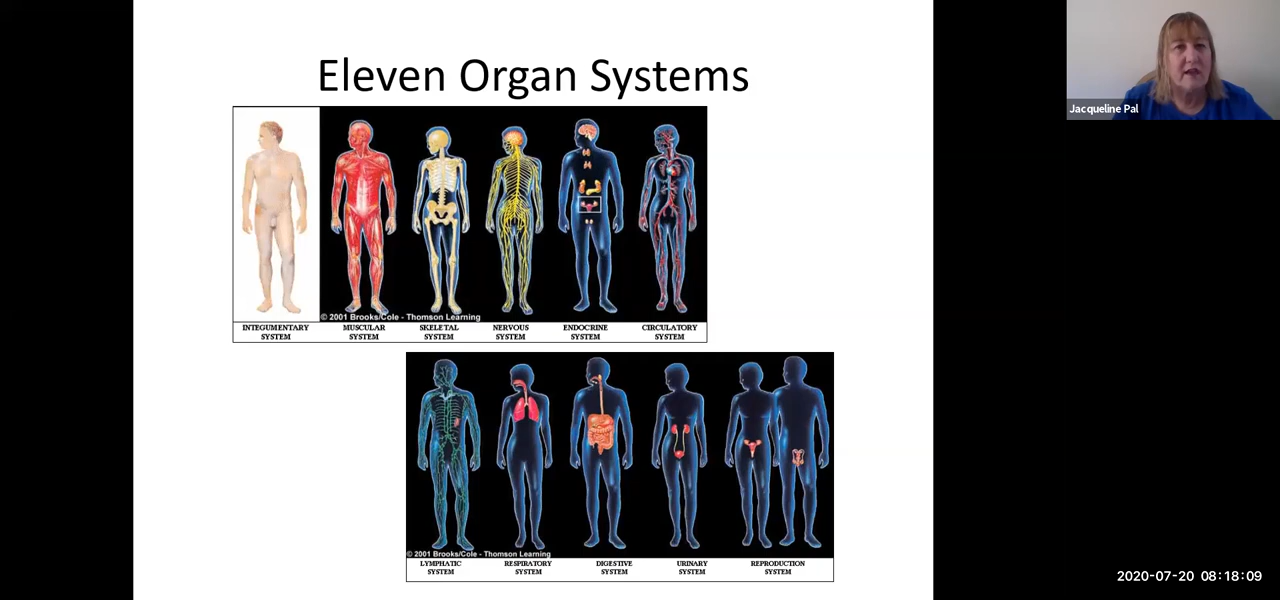 Eleven Organ Systems
Jacqueline Pal
© 2001 Brooks/Cole - Thomson Learning
INTEGUMENTARY SYSTEM
MUSCULAR SYSTEM
SKELETAL SYSTEM
NERVOUS SYSTEM
ENDOCRINE SYSTEM
CIRCULATORY SYSTEM
© 2001 Brooks/Cole - Thomson Learning
LYMPHATIC SYSTEM
RESPIRATORY SYSTEM
DIGESTIVE SYSTEM
URINARY SYSTEM
REPRODUCTION SYSTEM
2020-07-20 08:18:09